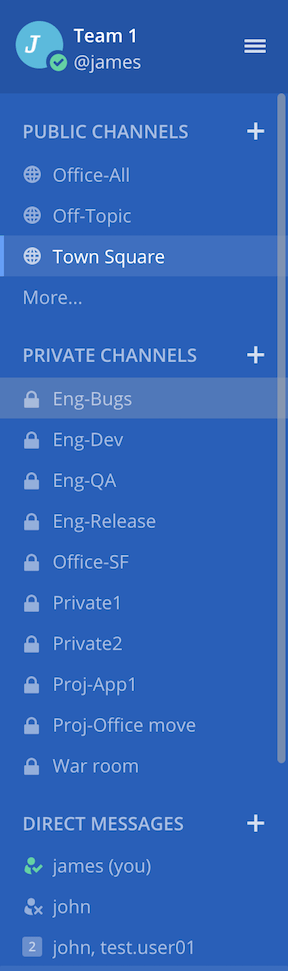 J
Team 1
@james
PUBLIC CHANNELS
Office-All
Off-Topic
Town Square
More...
PRIVATE CHANNELS
Eng-Bugs
Eng-Dev
Eng-QA
Eng-Release
Office-SF
Private1
Private2
Proj-App1
Proj-Office move
War room
DIRECT MESSAGES
james (you)
john
2 john, test.user01